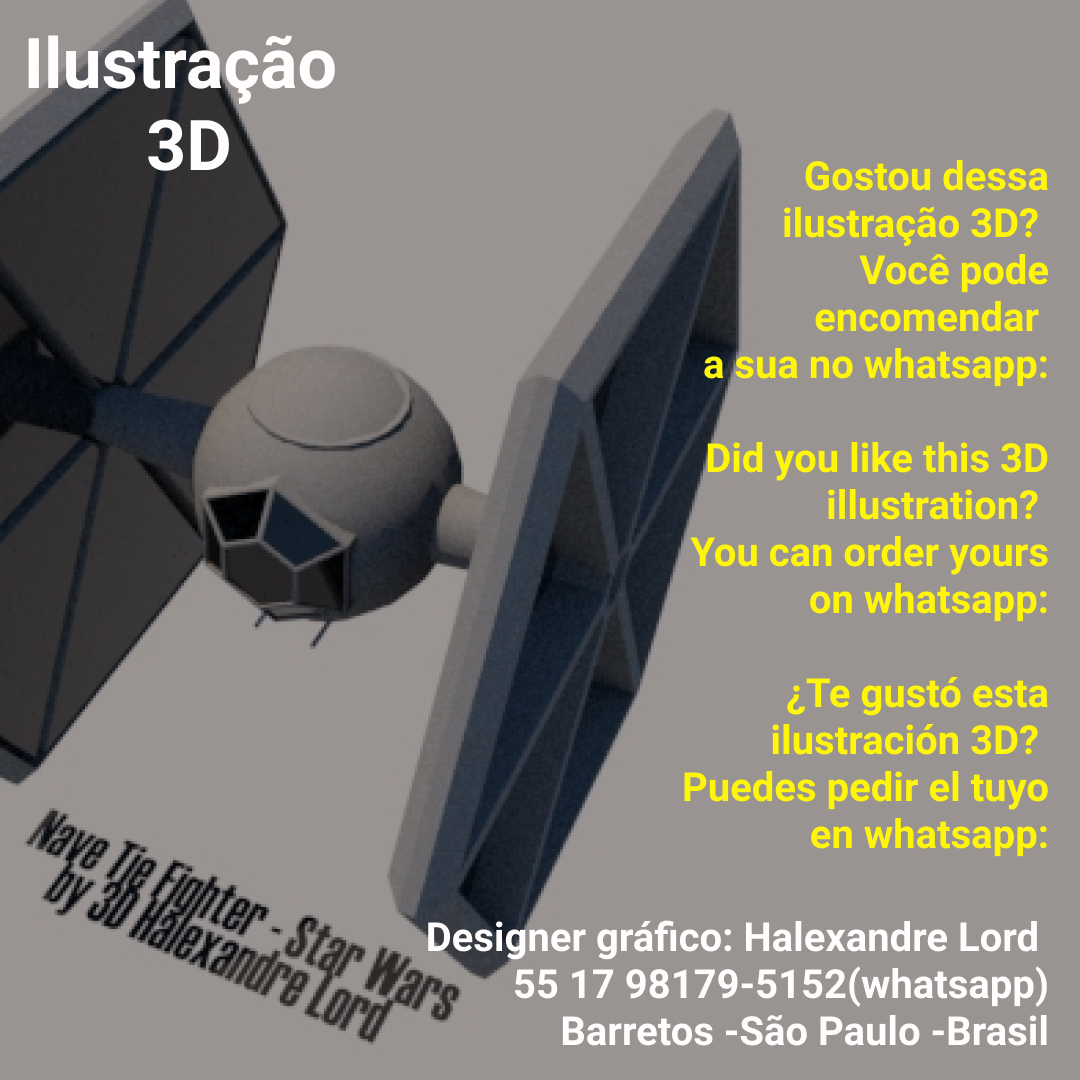 Ilustração
3D
Gostou dessa
ilustração 3D?
Você pode
encomendar
a sua no whatsapp:
Did you like this 3D
illustration?
You can order yours
on whatsapp:
¿Te gustó esta
ilustración 3D?
Puedes pedir el tuyo
en whatsapp:
Nave Tie Fighter - Star Wars
by 3D Halexandre Lord
Designer gráfico: Halexandre Lord
55 17 98179-5152(whatsapp)
Barretos -São Paulo -Brasil